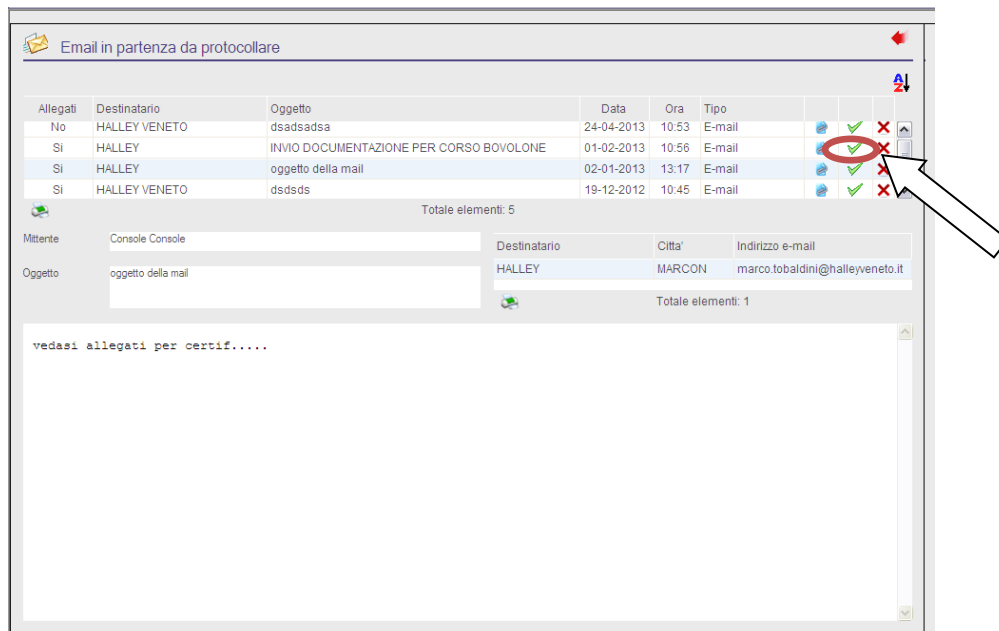 Email in partenza da protocollare
Allegati Destinatario Oggetto Data Ora Tipo
No HALLEY VENETO dsadsadsa 24-04-2013 10:53 E-mail
Si HALLEY INVIO DOCUMENTAZIONE PER CORSO BOVOLONE 01-02-2013 10:56 E-mail
Si HALLEY oggetto della mail 02-01-2013 13:17 E-mail
Si HALLEY VENETO dsdsds 19-12-2012 10:45 E-mail
Totale elementi: 5
Mittente Console Console
Destinatario Citta' Indirizzo e-mail
Oggetto oggetto della mail
HALLEY MARCON marco.tobaldini@halleyveneto.it
Totale elementi: 1
vedasi allegati per certif.....